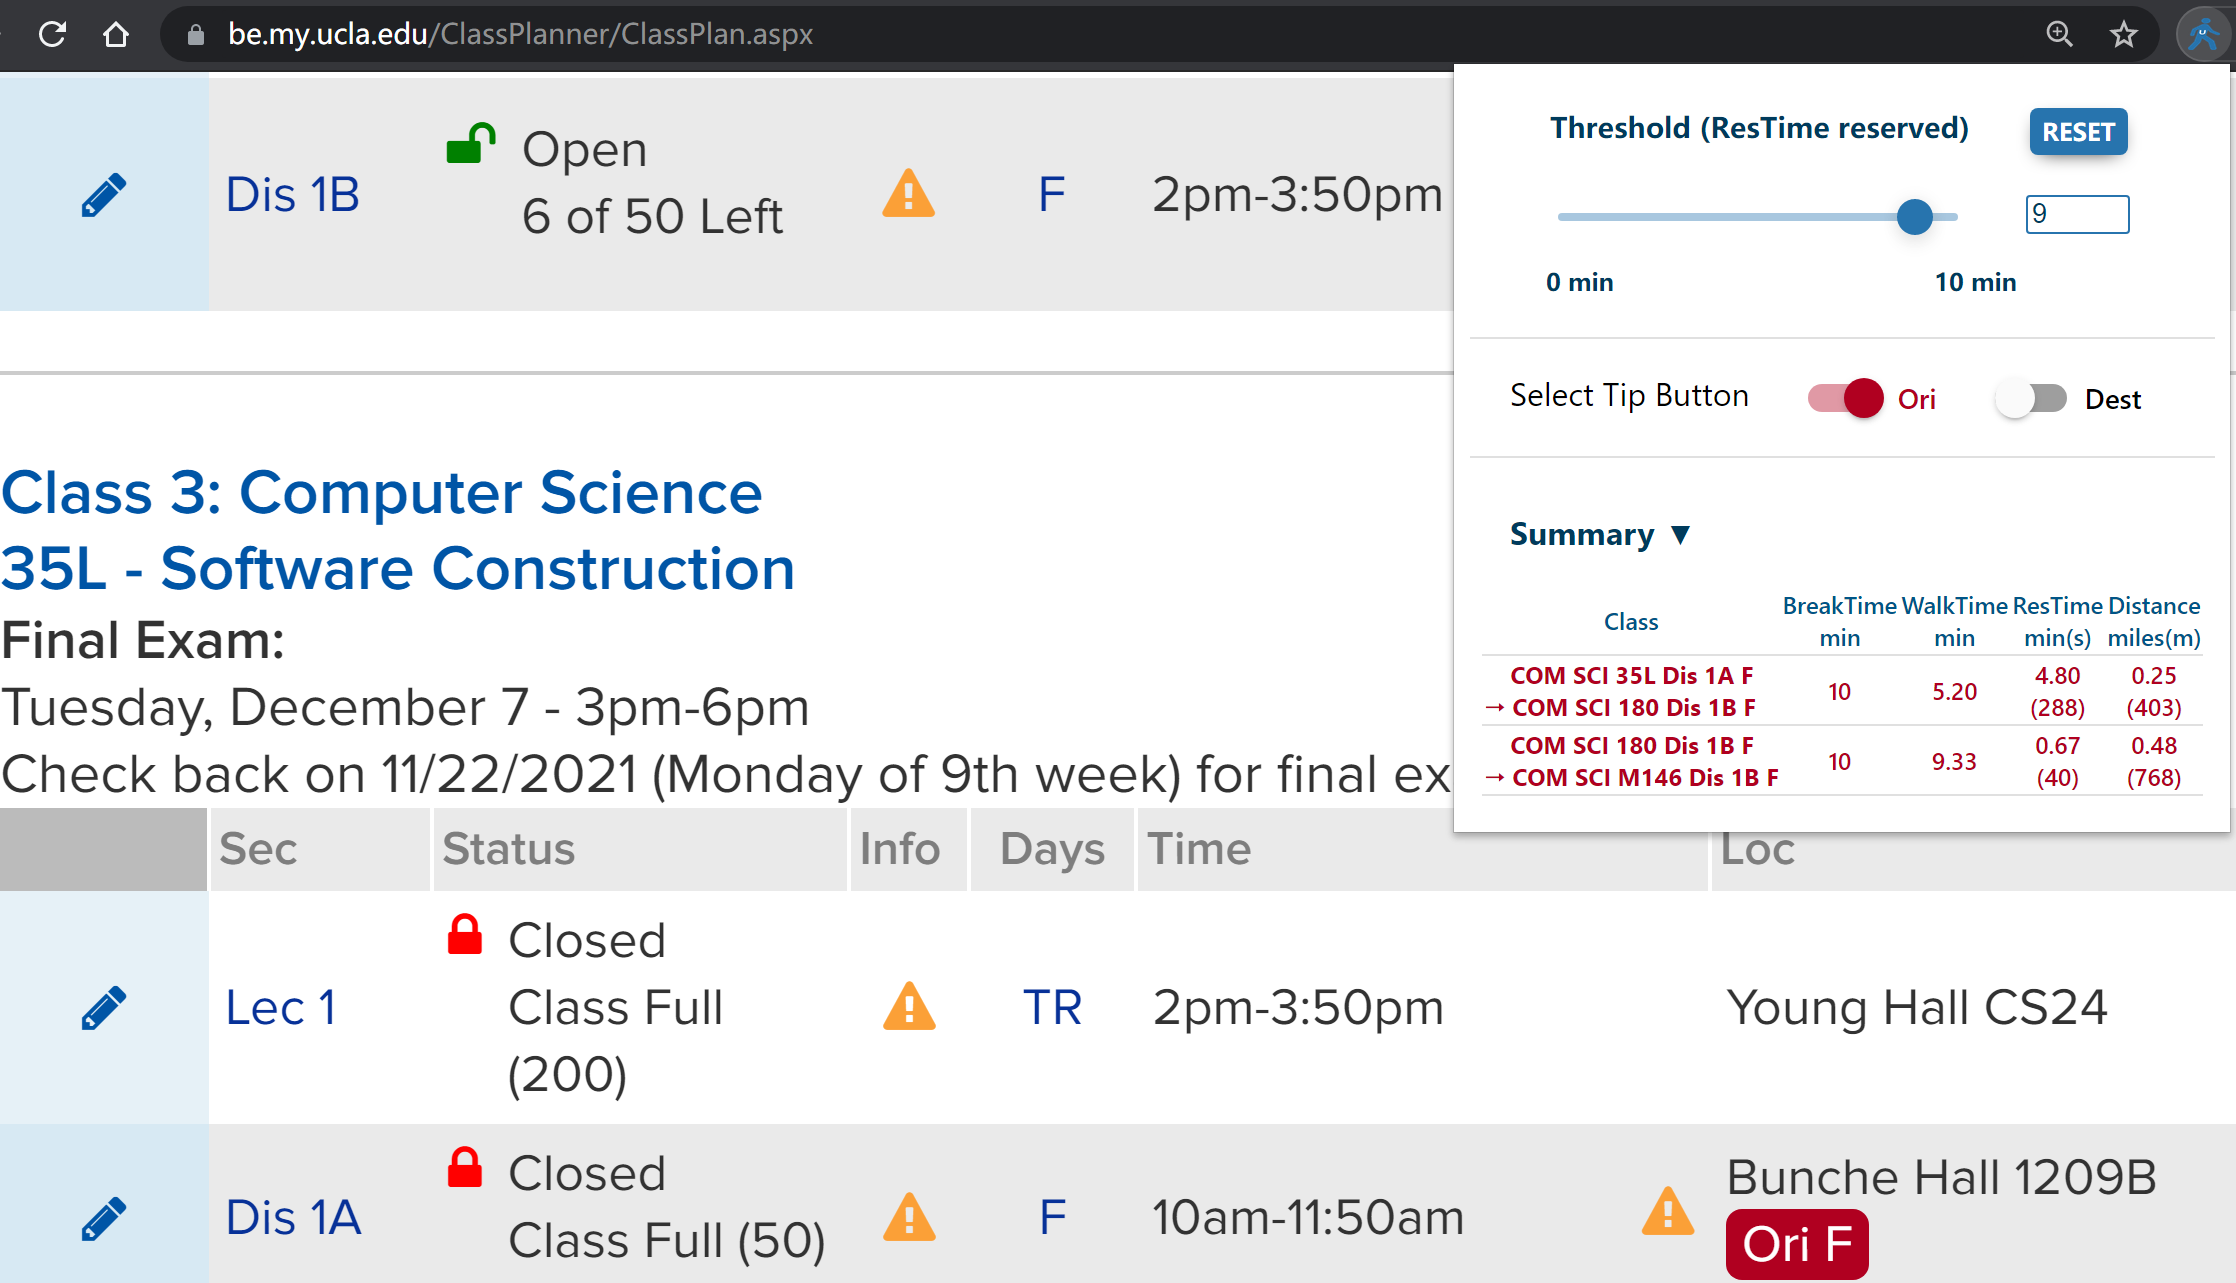 be.my.ucla.edu/ClassPlanner/ClassPlan.aspx
Dis 1B
Open
6 of 50 Left
F
2pm-3:50pm
Threshold (ResTime reserved)
RESET
9
0 min
10 min
Select Tip Button
Ori
Dest
Summary ▼
Class
BreakTime WalkTime ResTime Distance
min min min(s) miles(m)
COM SCI 35L Dis 1A F
→ COM SCI 180 Dis 1B F
10
5.20
4.80
(288)
0.25
(403)
COM SCI 180 Dis 1B F
→ COM SCI M146 Dis 1B F
10
9.33
0.67
(40)
0.48
(768)
Class 3: Computer Science
35L - Software Construction
Final Exam:
Tuesday, December 7 - 3pm-6pm
Check back on 11/22/2021 (Monday of 9th week) for final ex
Sec Status Info Days Time Loc
Lec 1
Closed
Class Full
(200)
TR
2pm-3:50pm
Young Hall CS24
Dis 1A
Closed
Class Full (50)
F
10am-11:50am
Bunche Hall 1209B
Ori F